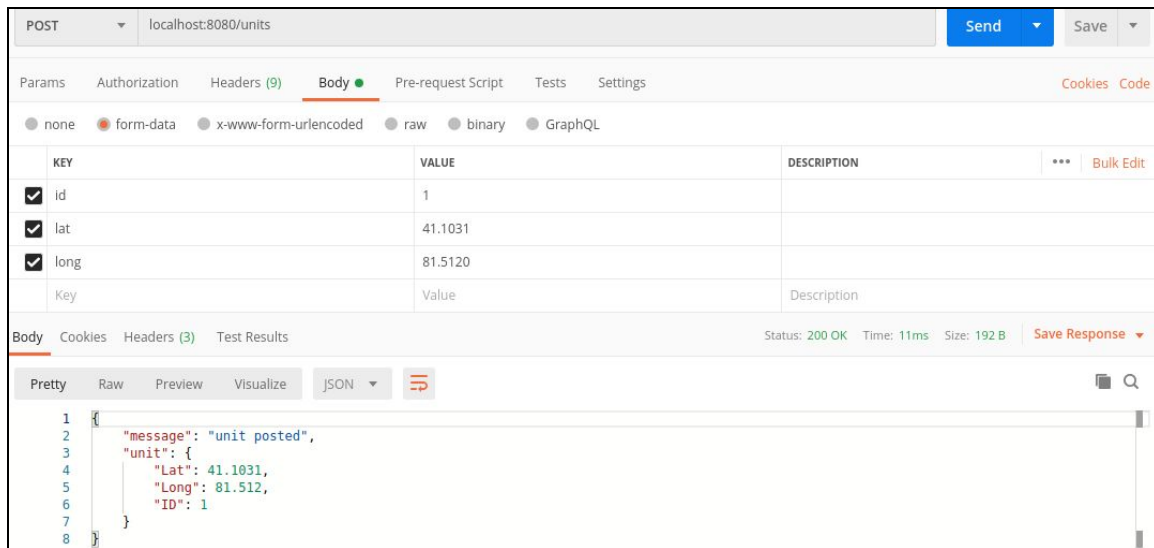 POST localhost:8080/units Send Save
Params Authorization Headers (9) Body Pre-request Script Tests Settings Cookies Code
none form-data x-www-form-urlencoded raw binary GraphQL
KEY VALUE DESCRIPTION ••• Bulk Edit
id 1
lat 41.1031
long 81.5120
Key Value Description
Body Cookies Headers (3) Test Results Status: 200 OK Time: 11ms Size: 192 B Save Response
Pretty Raw Preview Visualize JSON
1 {
2 "message": "unit posted",
3 "unit": {
4 "Lat": 41.1031,
5 "Long": 81.512,
6 "ID": 1
7 }
8 }